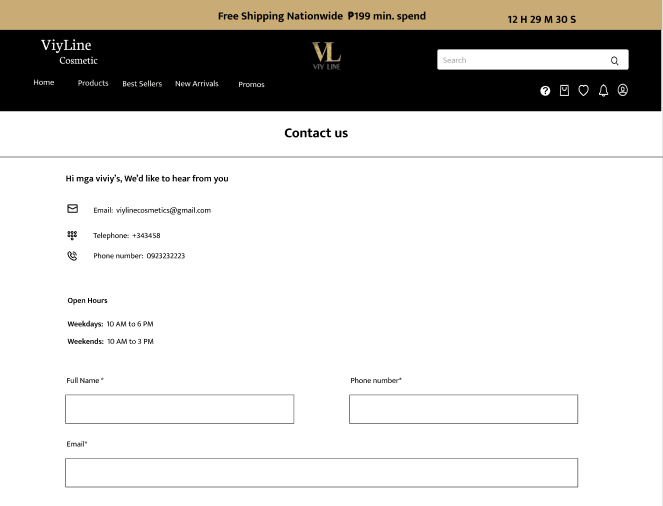 Free Shipping Nationwide ₱199 min. spend
12 H 29 M 30 S
ViyLine
Cosmetic
VL
VIY LINE
Search
Home Products Best Sellers New Arrivals Promos
Contact us
Hi mga viviy's, We'd like to hear from you
Email: viylinecosmetics@gmail.com
Telephone: +343458
Phone number: 0923232223
Open Hours
Weekdays: 10 AM to 6 PM
Weekends: 10 AM to 3 PM
Full Name * Phone number*
Email*